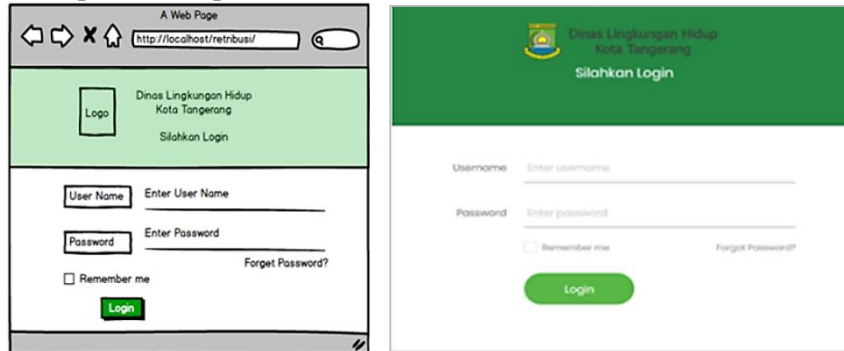 A Web Page
http://localhost/retribusi/
Logo
Dinas Lingkungan Hidup
Kota Tangerang
Silahkan Login
User Name
Enter User Name
Password
Enter Password
Forget Password?
Remember me
Login
Dinas Lingkungan Hidup
Kota Tangerang
Silahkan Login
Username
Enter username
Password
Enter password
Remember me
Forgot Password?
Login